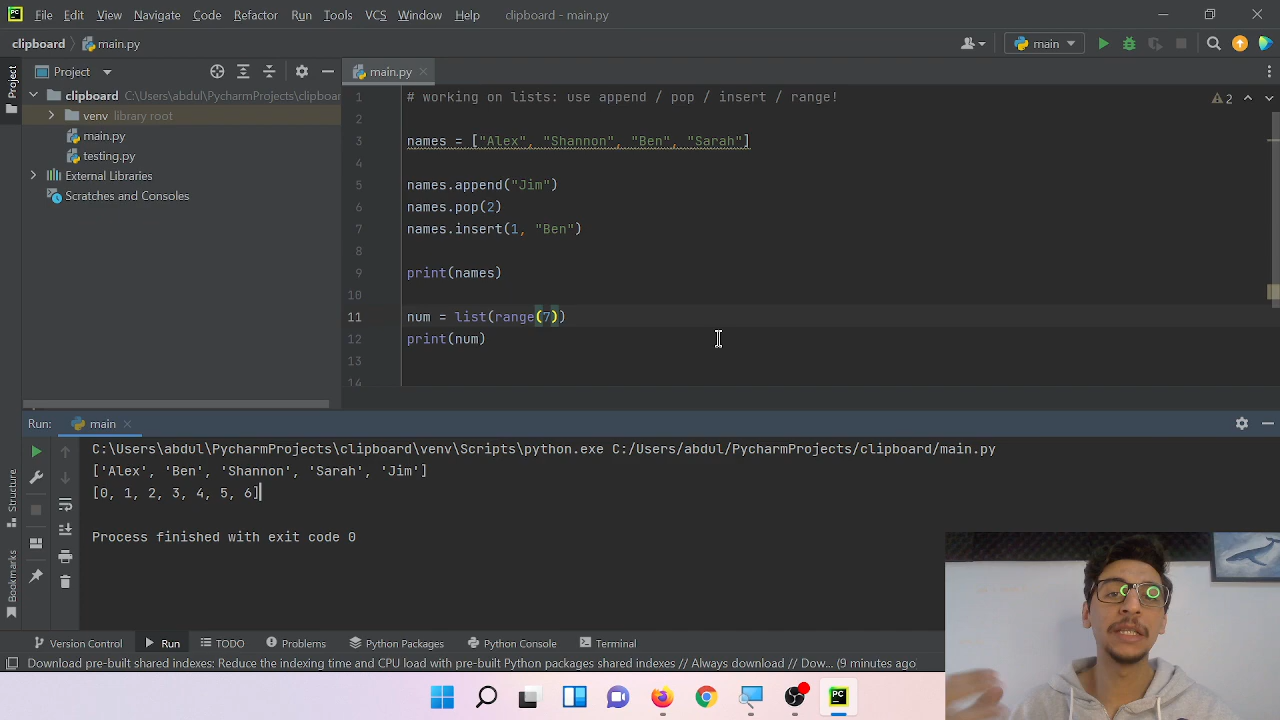 File Edit View Navigate Code Refactor Run Tools VCS Window Help clipboard - main.py
clipboard main.py main
Project main.py
Project
clipboard C:\Users\abdul\PycharmProjects\clipboar
venv library root
main.py
testing.py
External Libraries
Scratches and Consoles
1 # working on lists: use append / pop / insert / range! 2
2
3 names = ["Alex", "Shannon", "Ben", "Sarah"]
4
5 names.append("Jim")
6 names.pop(2)
7 names.insert(1, "Ben")
8
9 print(names)
10
11 num = list(range(7))
12 print(num)
13
14
Run: main
C:\Users\abdul\PycharmProjects\clipboard\venv\Scripts\python.exe C:/Users/abdul/PycharmProjects/clipboard/main.py
['Alex', 'Ben', 'Shannon', 'Sarah', 'Jim']
[0, 1, 2, 3, 4, 5, 6]
Process finished with exit code 0
Structure
Bookmarks
Version Control Run TODO Problems Python Packages Python Console Terminal
Download pre-built shared indexes: Reduce the indexing time and CPU load with pre-built Python packages shared indexes // Always download // Dow... (9 minutes ago
PC